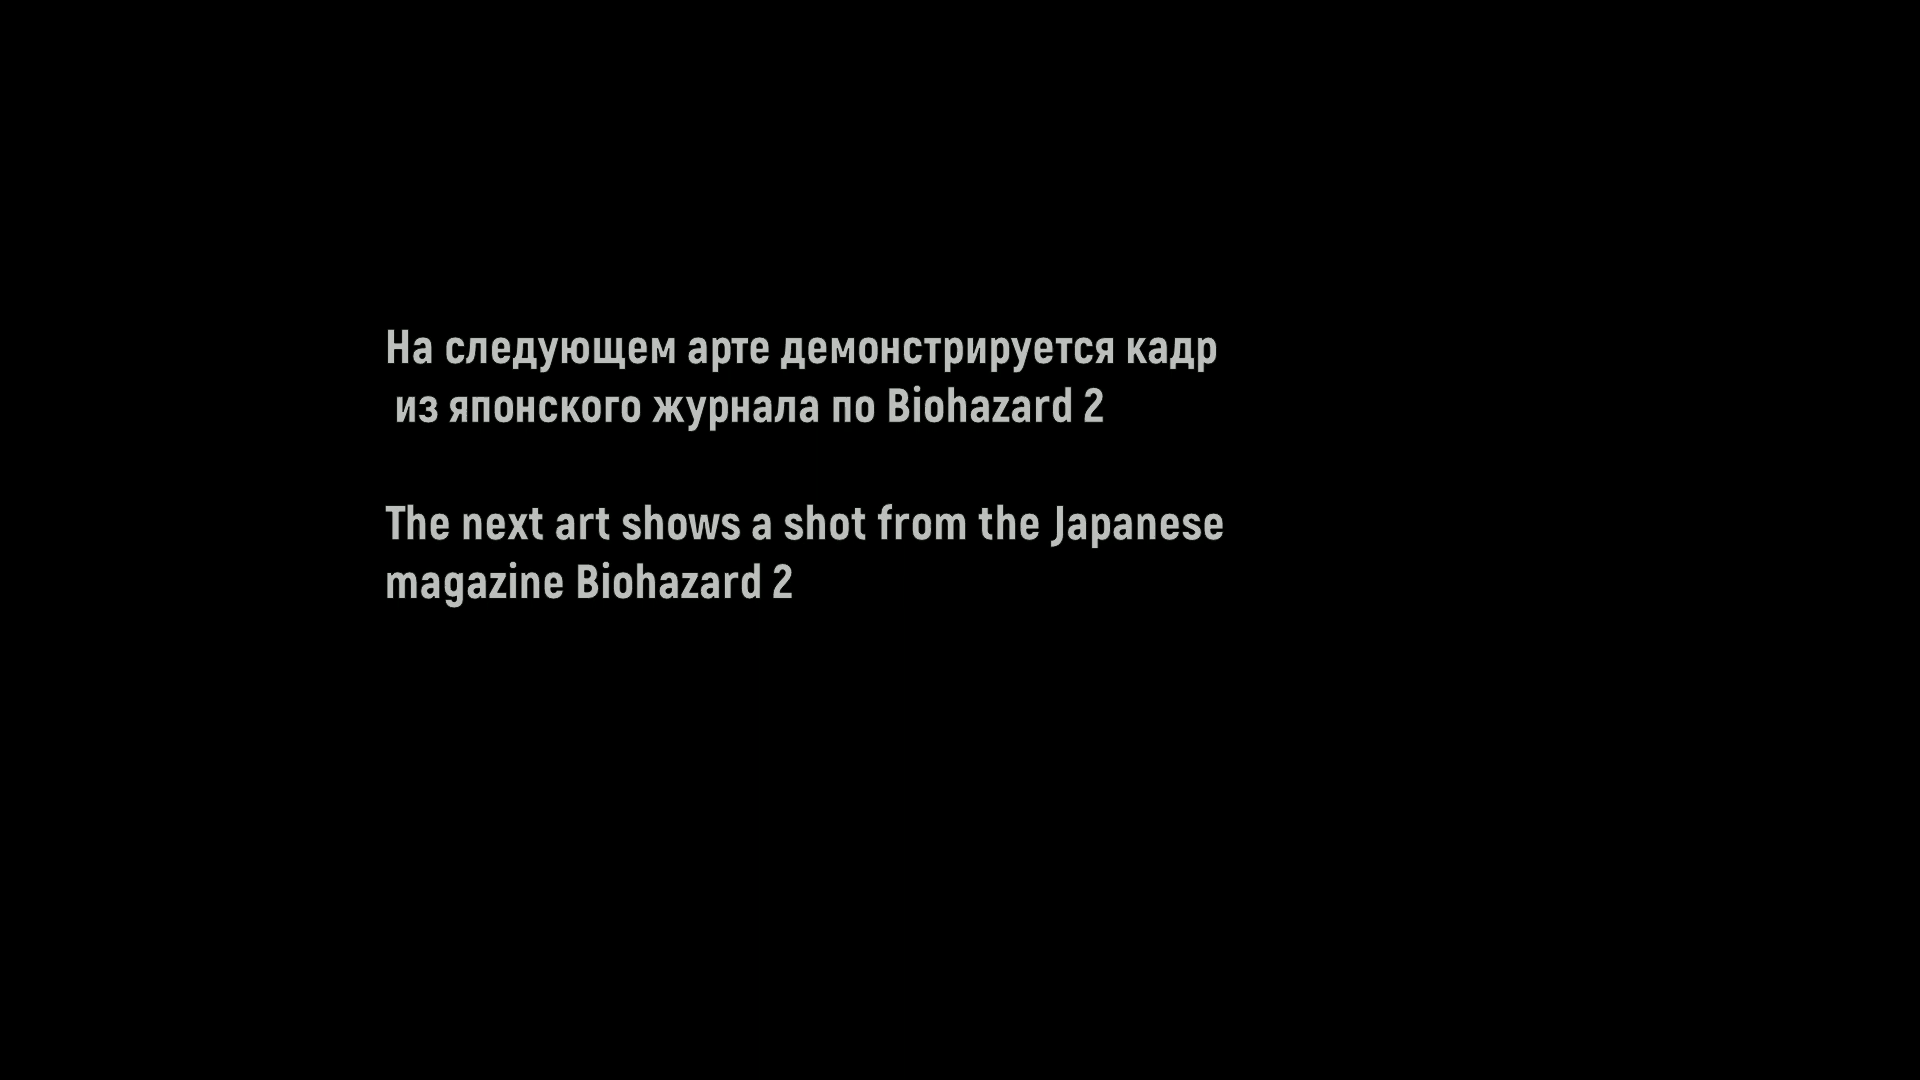 На следующем арте демонстрируется кадр
из японского журнала по Biohazard 2
The next art shows a shot from the Japanese
magazine Biohazard 2